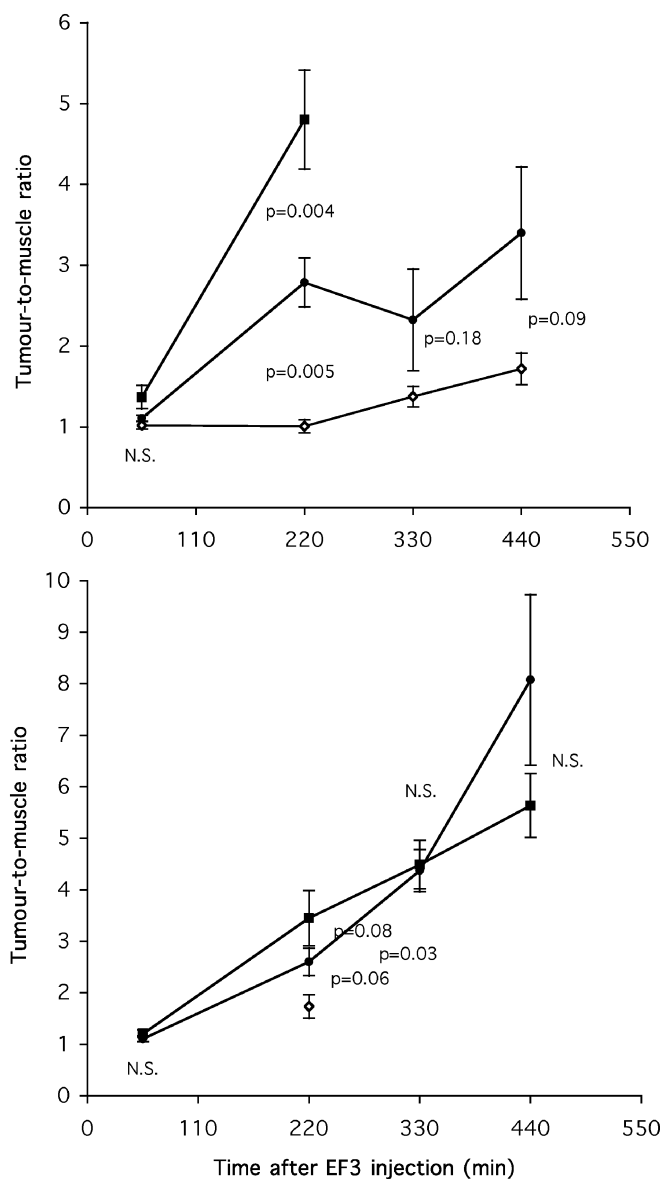 6
5
4
3
2
1
0
Tumour-to-muscle ratio
p=0.004
p=0.005
p=0.18
p=0.09
N.S.
0 110 220 330 440 550
10
9
8
7
6
5
4
3
2
1
0
Tumour-to-muscle ratio
N.S.
N.S.
p=0.08
p=0.03
p=0.06
N.S.
0 110 220 330 440 550
Time after EF3 injection (min)